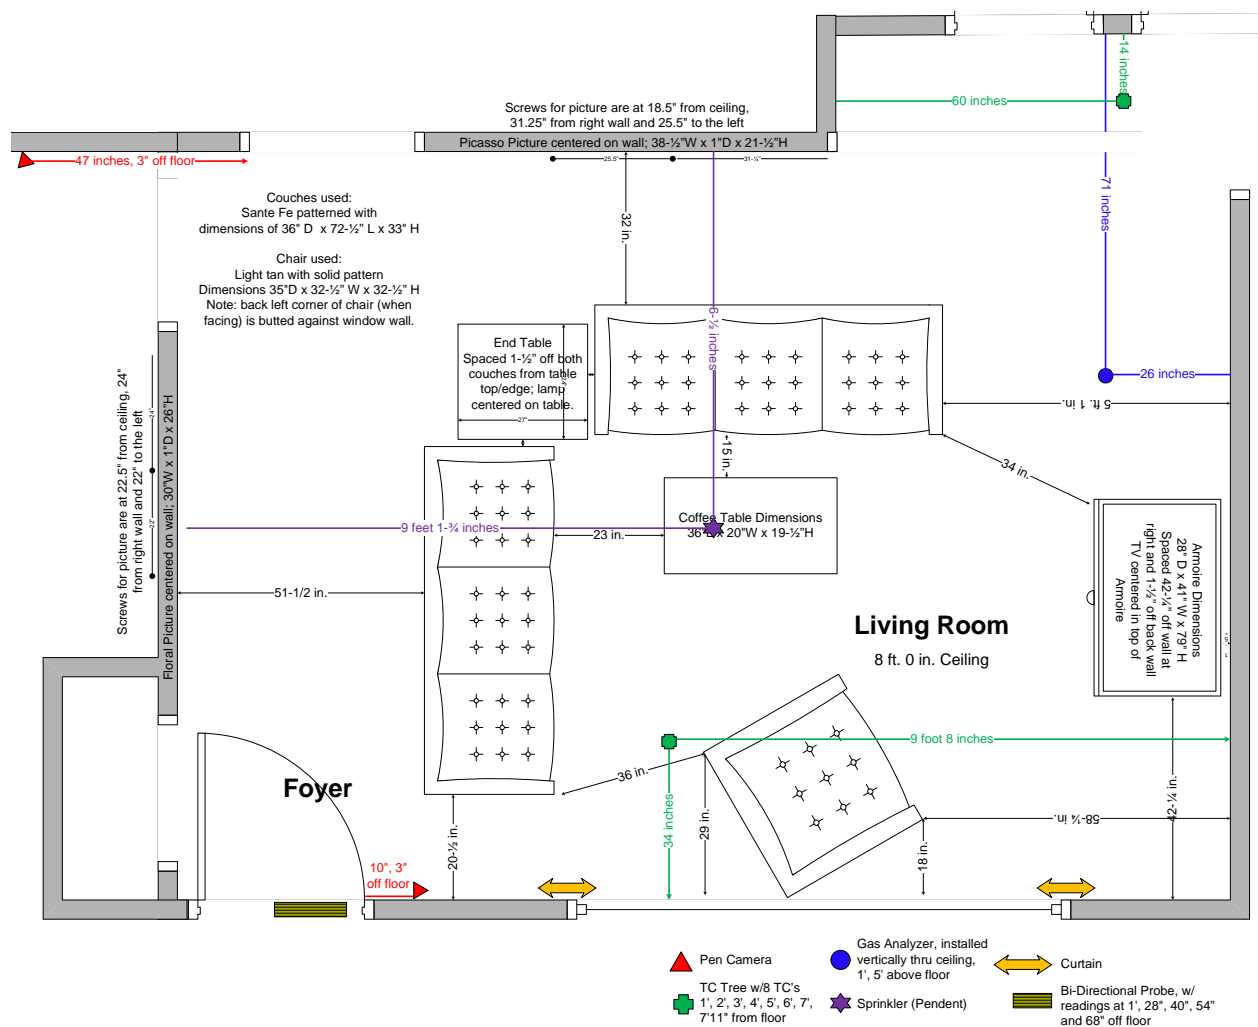 14 inches
60 inches
Screws for picture are at 18.5" from ceiling,
31.25" from right wall and 25.5" to the left
Picasso Picture centered on wall; 38-½"W x 1"D x 21-½"H
47 inches, 3" off floor
25.5"
31-¼"
71 inches
Couches used:
Sante Fe patterned with
dimensions of 36" D x 72-½" L x 33" H
32 in.
Chair used:
Light tan with solid pattern
Dimensions 35"D x 32-½" W x 32-½" H
Note: back left corner of chair (when
facing) is butted against window wall.
6-½ inches
End Table
Spaced 1-½" off both
couches from table
top/edge; lamp
centered on table.
27"
26 inches
5 ft. 1 in.
Screws for picture are at 22.5" from ceiling, 24"
from right wall and 22" to the left
24"
22"
Floral Picture centered on wall; 30"W x 1"D x 26"H
15 in.
34 in.
9 feet 1-¾ inches
23 in.
Coffee Table Dimensions
36"L x 20"W x 19-½"H
Armoire Dimensions
28" D x 41" W x 79" H
Spaced 42-¼" off wall at
right and 1-½" off back wall
TV centered in top of
Armoire
51-1/2 in.
Living Room
8 ft. 0 in. Ceiling
9 foot 8 inches
36 in.
Foyer
34 inches
29 in.
42-¼ in.
58-¾ in.
20-½ in.
18 in.
10", 3"
off floor
Pen Camera
Gas Analyzer, installed
vertically thru ceiling,
1', 5' above floor
Curtain
TC Tree w/8 TC's
1', 2', 3', 4', 5', 6', 7',
7'11" from floor
Sprinkler (Pendent)
Bi-Directional Probe, w/
readings at 1', 28", 40", 54"
and 68" off floor